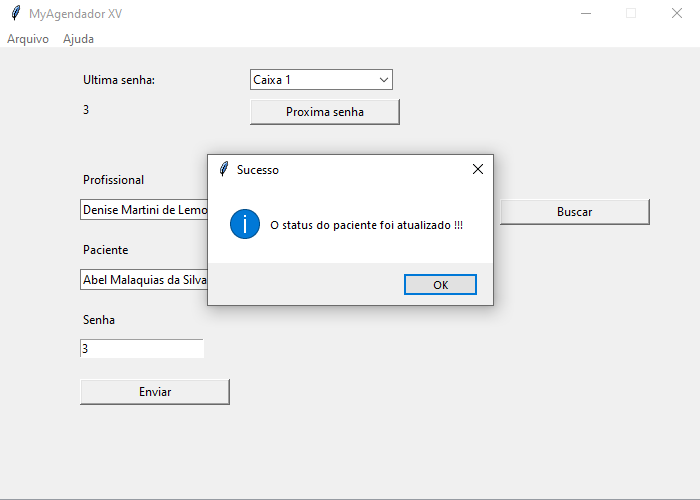 MyAgendador XV
Arquivo Ajuda
Ultima senha: Caixa 1
3 Proxima senha
Sucesso
Profissional
Denise Martini de Lemo
Buscar
O status do paciente foi atualizado !!!
Paciente
Abel Malaquias da Silva
OK
Senha
3
Enviar